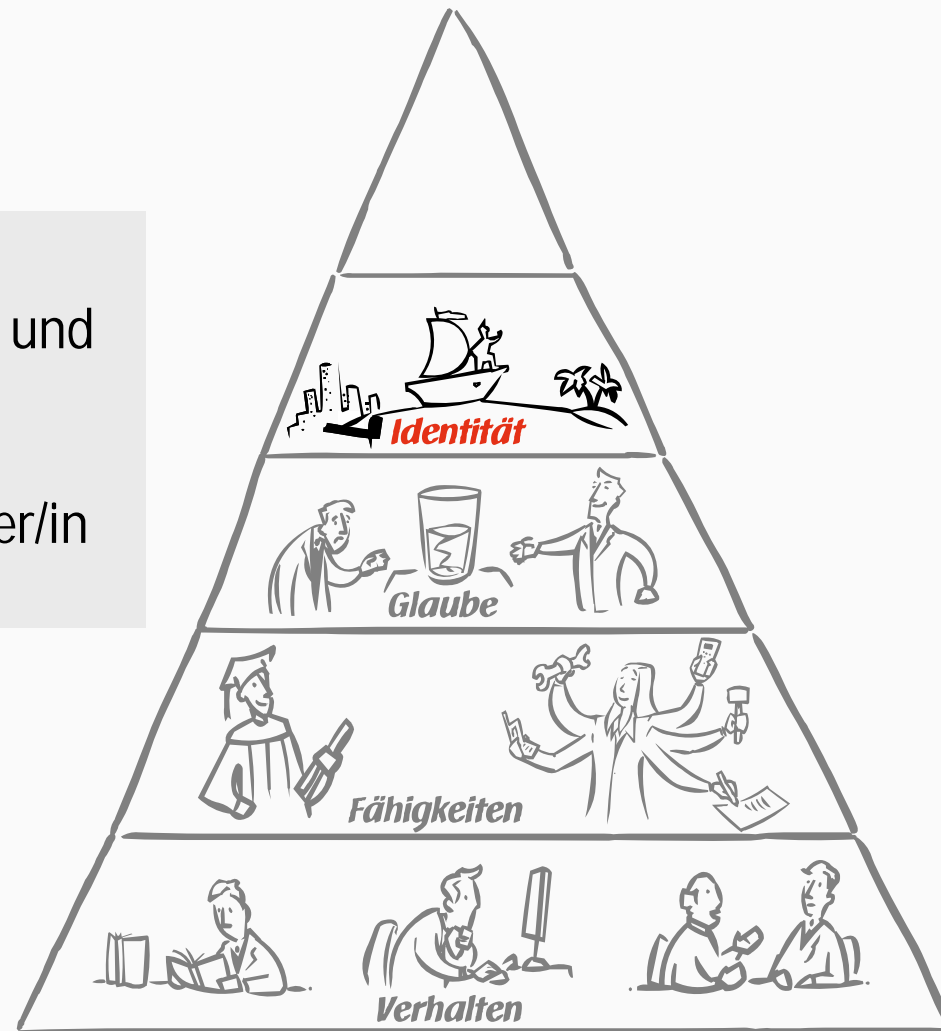 und
er/in
Identität
Glaube
Fähigkeiten
Verhalten